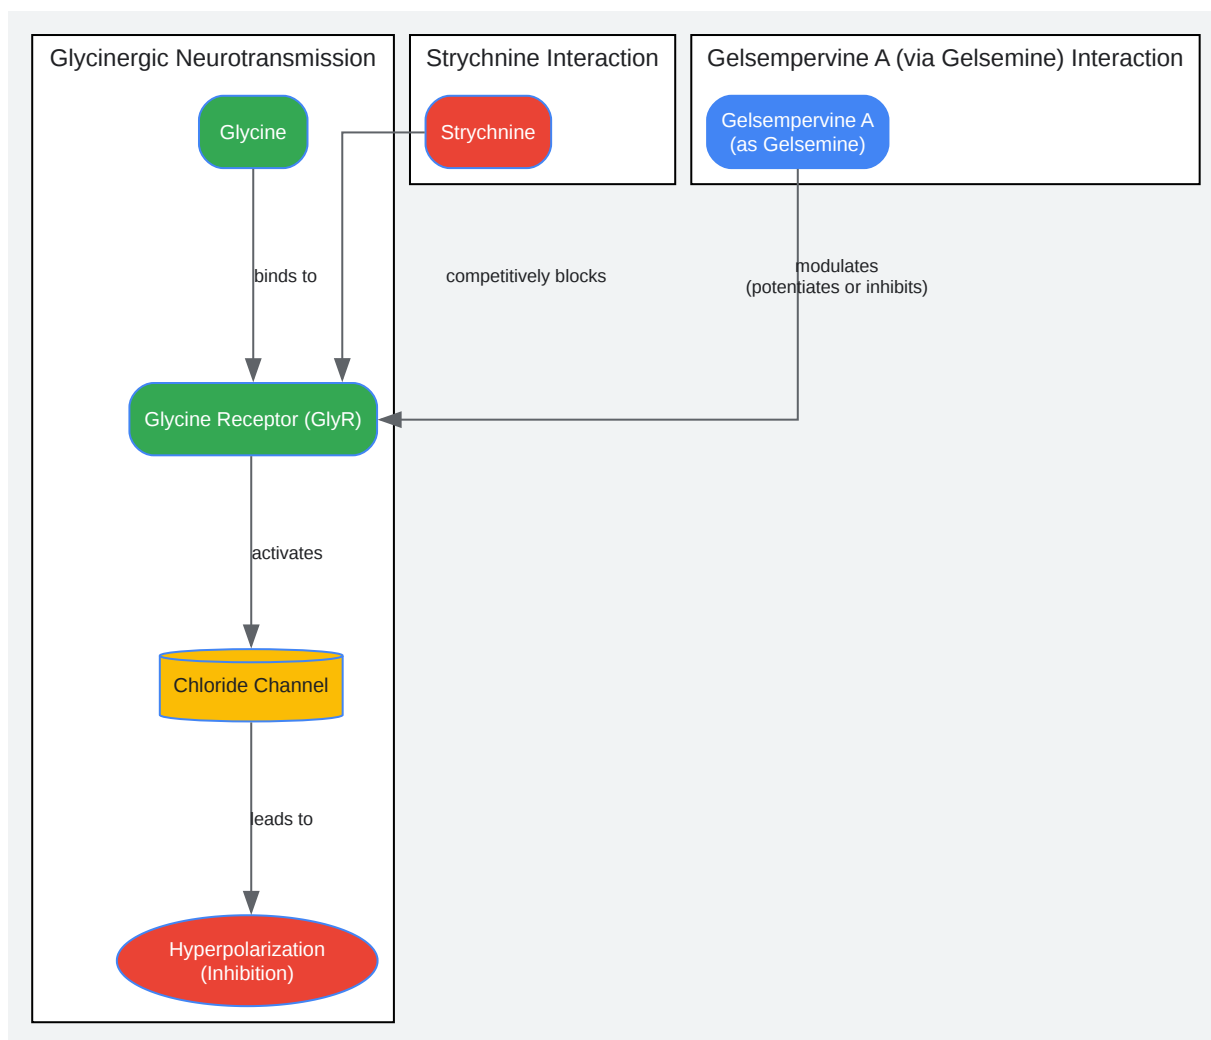 Glycinergic Neurotransmission
Strychnine Interaction
Gelsempervine A (via Gelsemine) Interaction
Glycine
Strychnine
Gelsempervine A
(as Gelsemine)
binds to
competitively blocks
modulates
(potentiates or inhibits)
Glycine Receptor (GlyR)
activates
Chloride Channel
leads to
Hyperpolarization
(Inhibition)